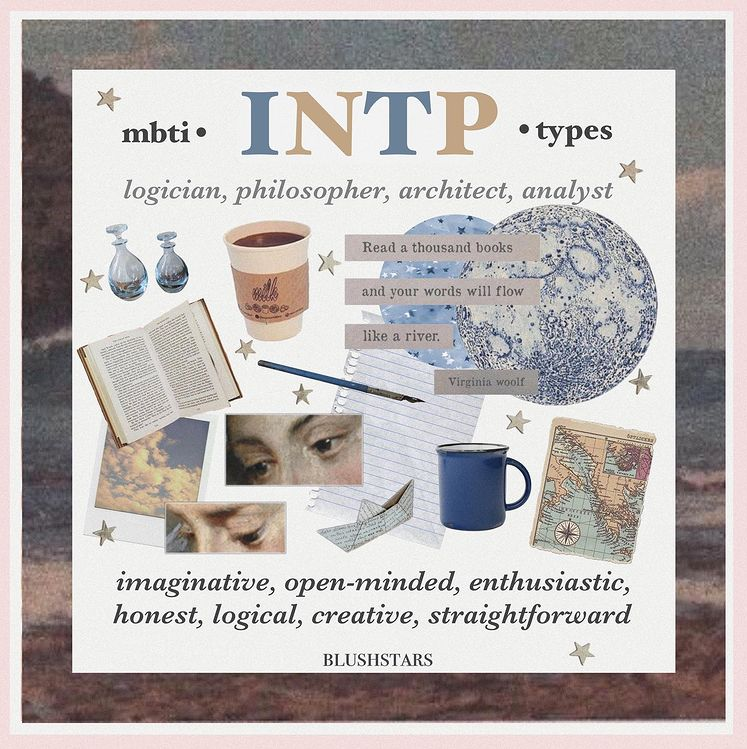 mbti • INTP • types
logician, philosopher, architect, analyst
milk
Read a thousand books
and your words will flow
like a river.
Virginia woolf
imaginative, open-minded, enthusiastic,
honest, logical, creative, straightforward
BLUSHSTARS